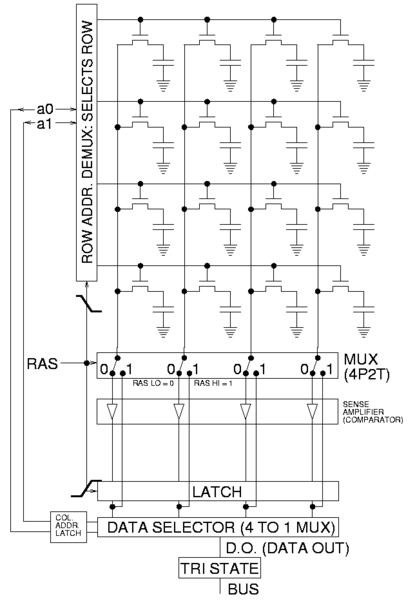 ROW ADDR. DEMUX: SELECTS ROW
a0
a1
RAS
MUX
(4P2T)
0 1 0 1 0 1 0 1
RAS LO = 0 RAS HI = 1
SENSE
AMPLIFIER
(COMPARATOR)
LATCH
COL.
ADDR.
LATCH
DATA SELECTOR (4 TO 1 MUX)
D.O. (DATA OUT)
TRI STATE
BUS